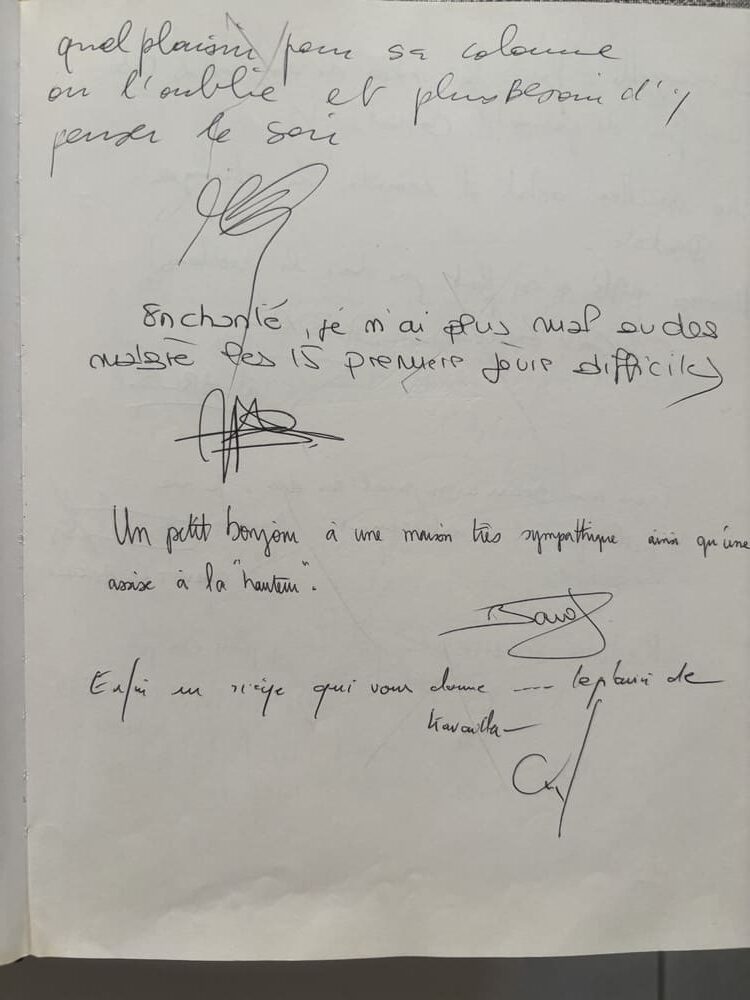 quel plaisir pour sa colonne
on l'oublie et plus besoin d'y
penser le soir
Enchanté, je n'ai plus mal au dos
malgré les 15 premiere jours difficiles
Un petit bonjour à une maison très sympathique ainsi qu'une
assise à la "hauteur".
Enfin un siège qui vous donne ---- le plaisir de
travailler